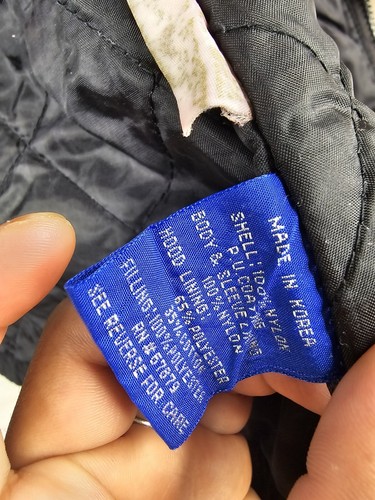 MADE IN KOREA
SHELL: 100% NYLON
P.U. COATING
BODY & SLEEVE LINING
100% NYLON
HOOD LINING:
65% POLYESTER
35% COTTON
FILLING: 100% POLYESTER
RN# 67679
SEE REVERSE FOR CARE